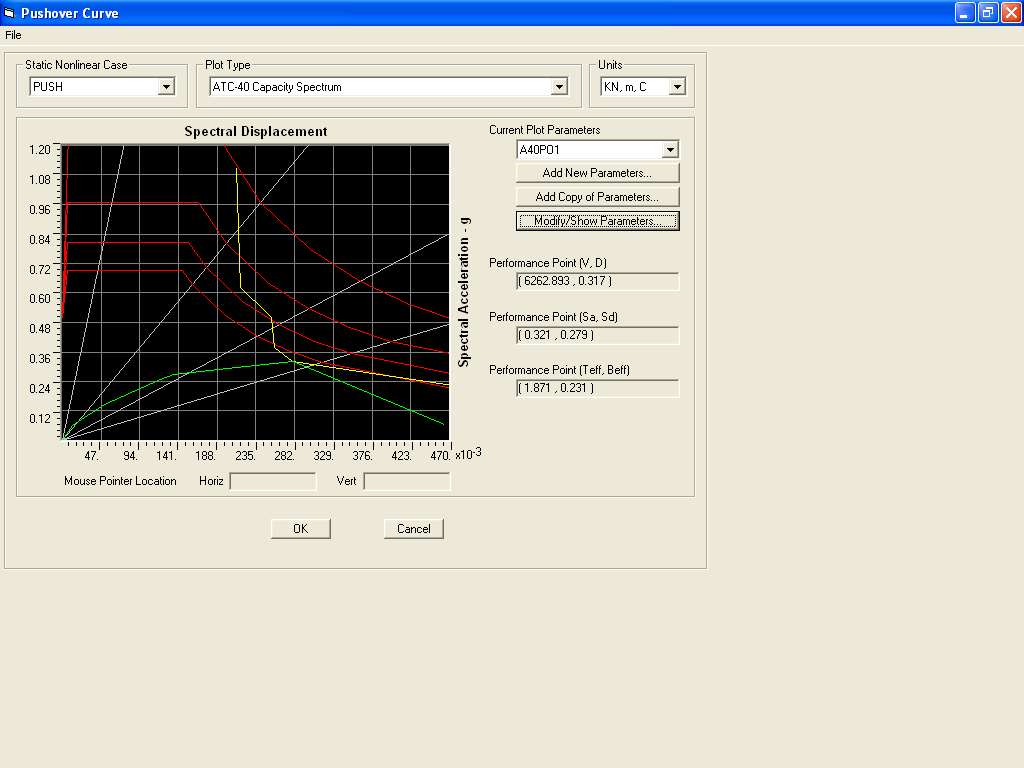 Pushover Curve
File
Static Nonlinear Case
PUSH
Plot Type
ATC-40 Capacity Spectrum
Units
KN, m, C
Spectral Displacement
1.20
1.08
0.96
0.84
0.72
0.60
0.48
0.36
0.24
0.12
47. 94. 141. 188. 235. 282. 329. 376. 423. 470. x10-3
Spectral Acceleration - g
Mouse Pointer Location Horiz Vert
Current Plot Parameters
A40PO1
Add New Parameters...
Add Copy of Parameters...
Modify/Show Parameters...
Performance Point (V, D)
( 6262.893 , 0.317 )
Performance Point (Sa, Sd)
( 0.321 , 0.279 )
Performance Point (Teff, Beff)
( 1.871 , 0.231 )
OK Cancel